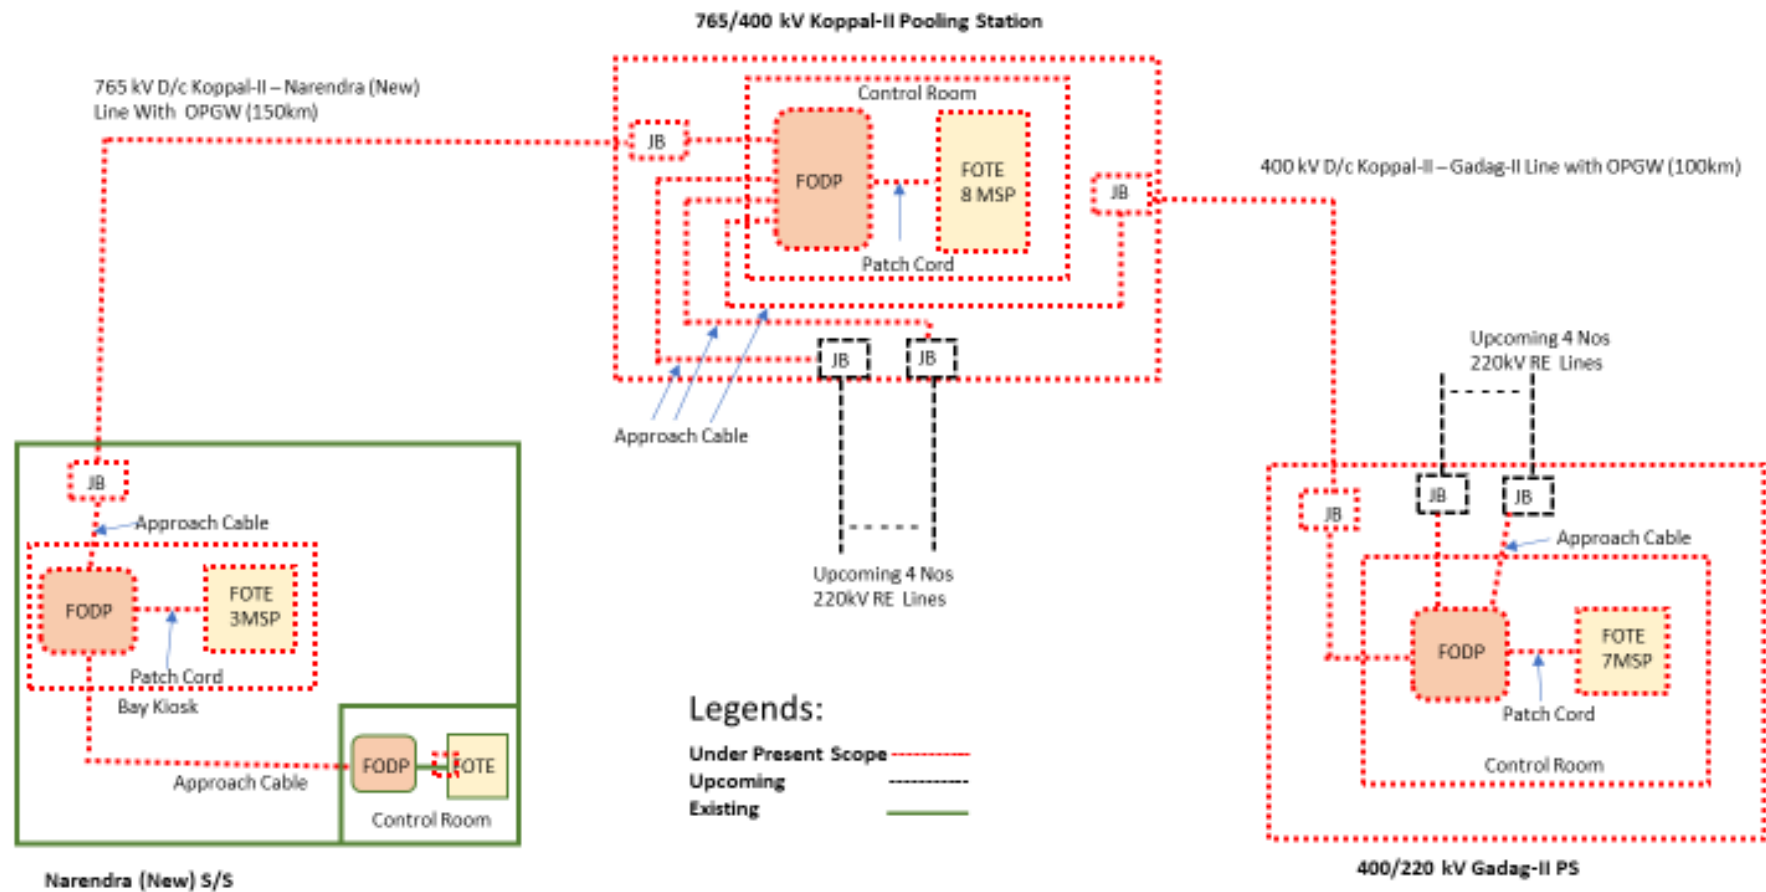 765/400 kV Koppal-II Pooling Station
765 kV D/c Koppal-II – Narendra (New)
Line With OPGW (150km)
Control Room
JB
FODP
FOTE
8 MSP
Patch Cord
JB
400 kV D/c Koppal-II – Gadag-II Line with OPGW (100km)
JB
JB
Approach Cable
Upcoming 4 Nos
220kV RE Lines
Upcoming 4 Nos
220kV RE Lines
JB
Approach Cable
FODP
FOTE
3MSP
Patch Cord
Bay Kiosk
Approach Cable
FODP
FOTE
Control Room
Narendra (New) S/S
Legends:
Under Present Scope
Upcoming
Existing
JB
JB
JB
Approach Cable
FODP
FOTE
7MSP
Patch Cord
Control Room
400/220 kV Gadag-II PS